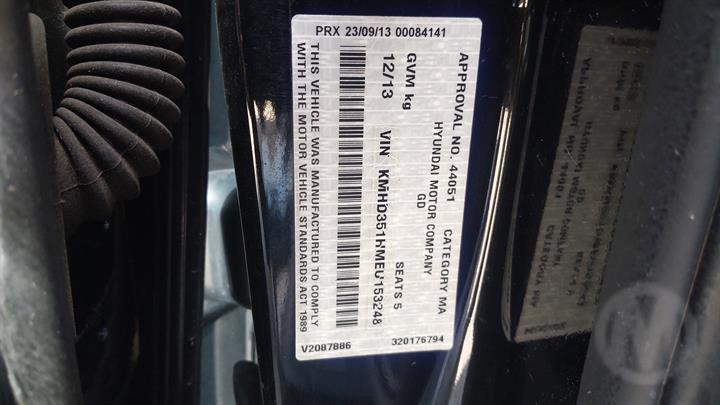 PRX 23/09/13 00084141
APPROVAL NO. 44051 CATEGORY MA
HYUNDAI MOTOR COMPANY
GD
GVM kg SEATS 5
12/13 VIN KMHD351HMEU153248
THIS VEHICLE WAS MANUFACTURED TO COMPLY
WITH THE MOTOR VEHICLE STANDARDS ACT 1989
V2087886 320176794